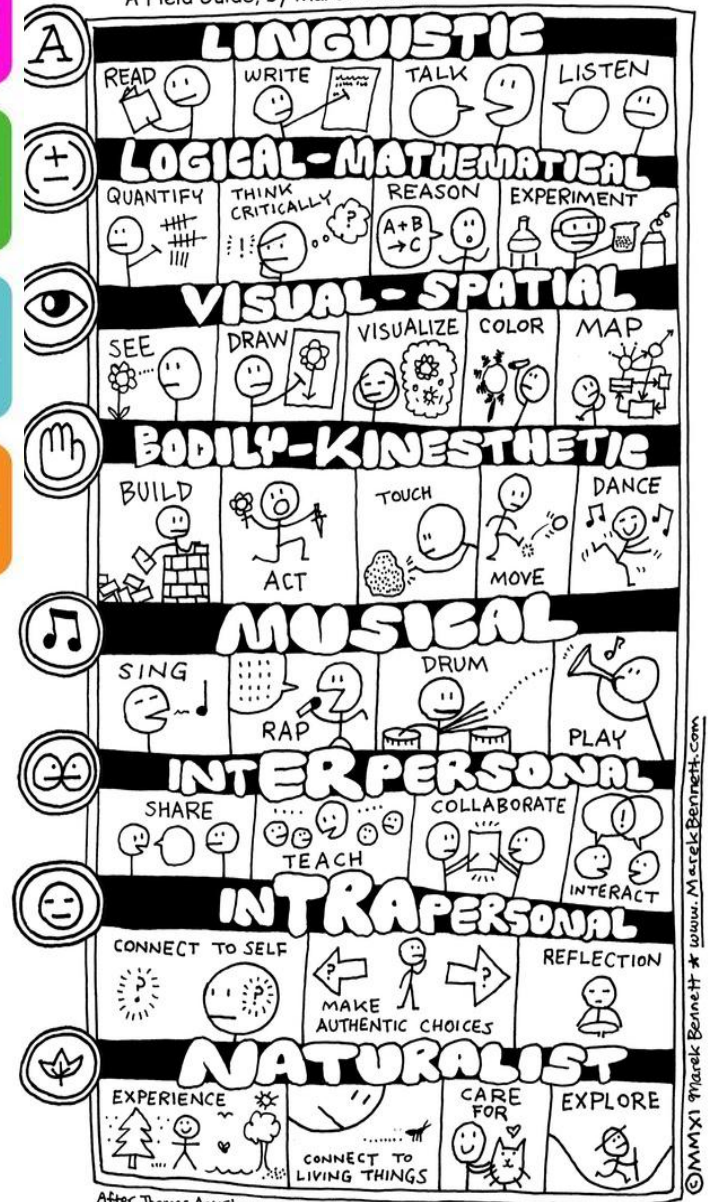 A Field Guide, by Mar
A
LINGUISTIC
READ
WRITE
TALK
LISTEN
LOGICAL-MATHEMATICAL
QUANTIFY
THINK
CRITICALLY
REASON
EXPERIMENT
?
!!!
A+B
→C
VISUAL-SPATIAL
SEE
DRAW
VISUALIZE
COLOR
MAP
BODILY-KINESTHETIC
BUILD
ACT
TOUCH
MOVE
DANCE
MUSICAL
SING
RAP
DRUM
PLAY
INTERPERSONAL
SHARE
TEACH
COLLABORATE
!
INTERACT
INTRAPERSONAL
CONNECT TO SELF
?
?
?
?
MAKE
AUTHENTIC CHOICES
REFLECTION
NATURALIST
EXPERIENCE
CONNECT TO
LIVING THINGS
CARE
FOR
EXPLORE
©MMXI Marek Bennett * www.MarekBennett.com
After Thomas